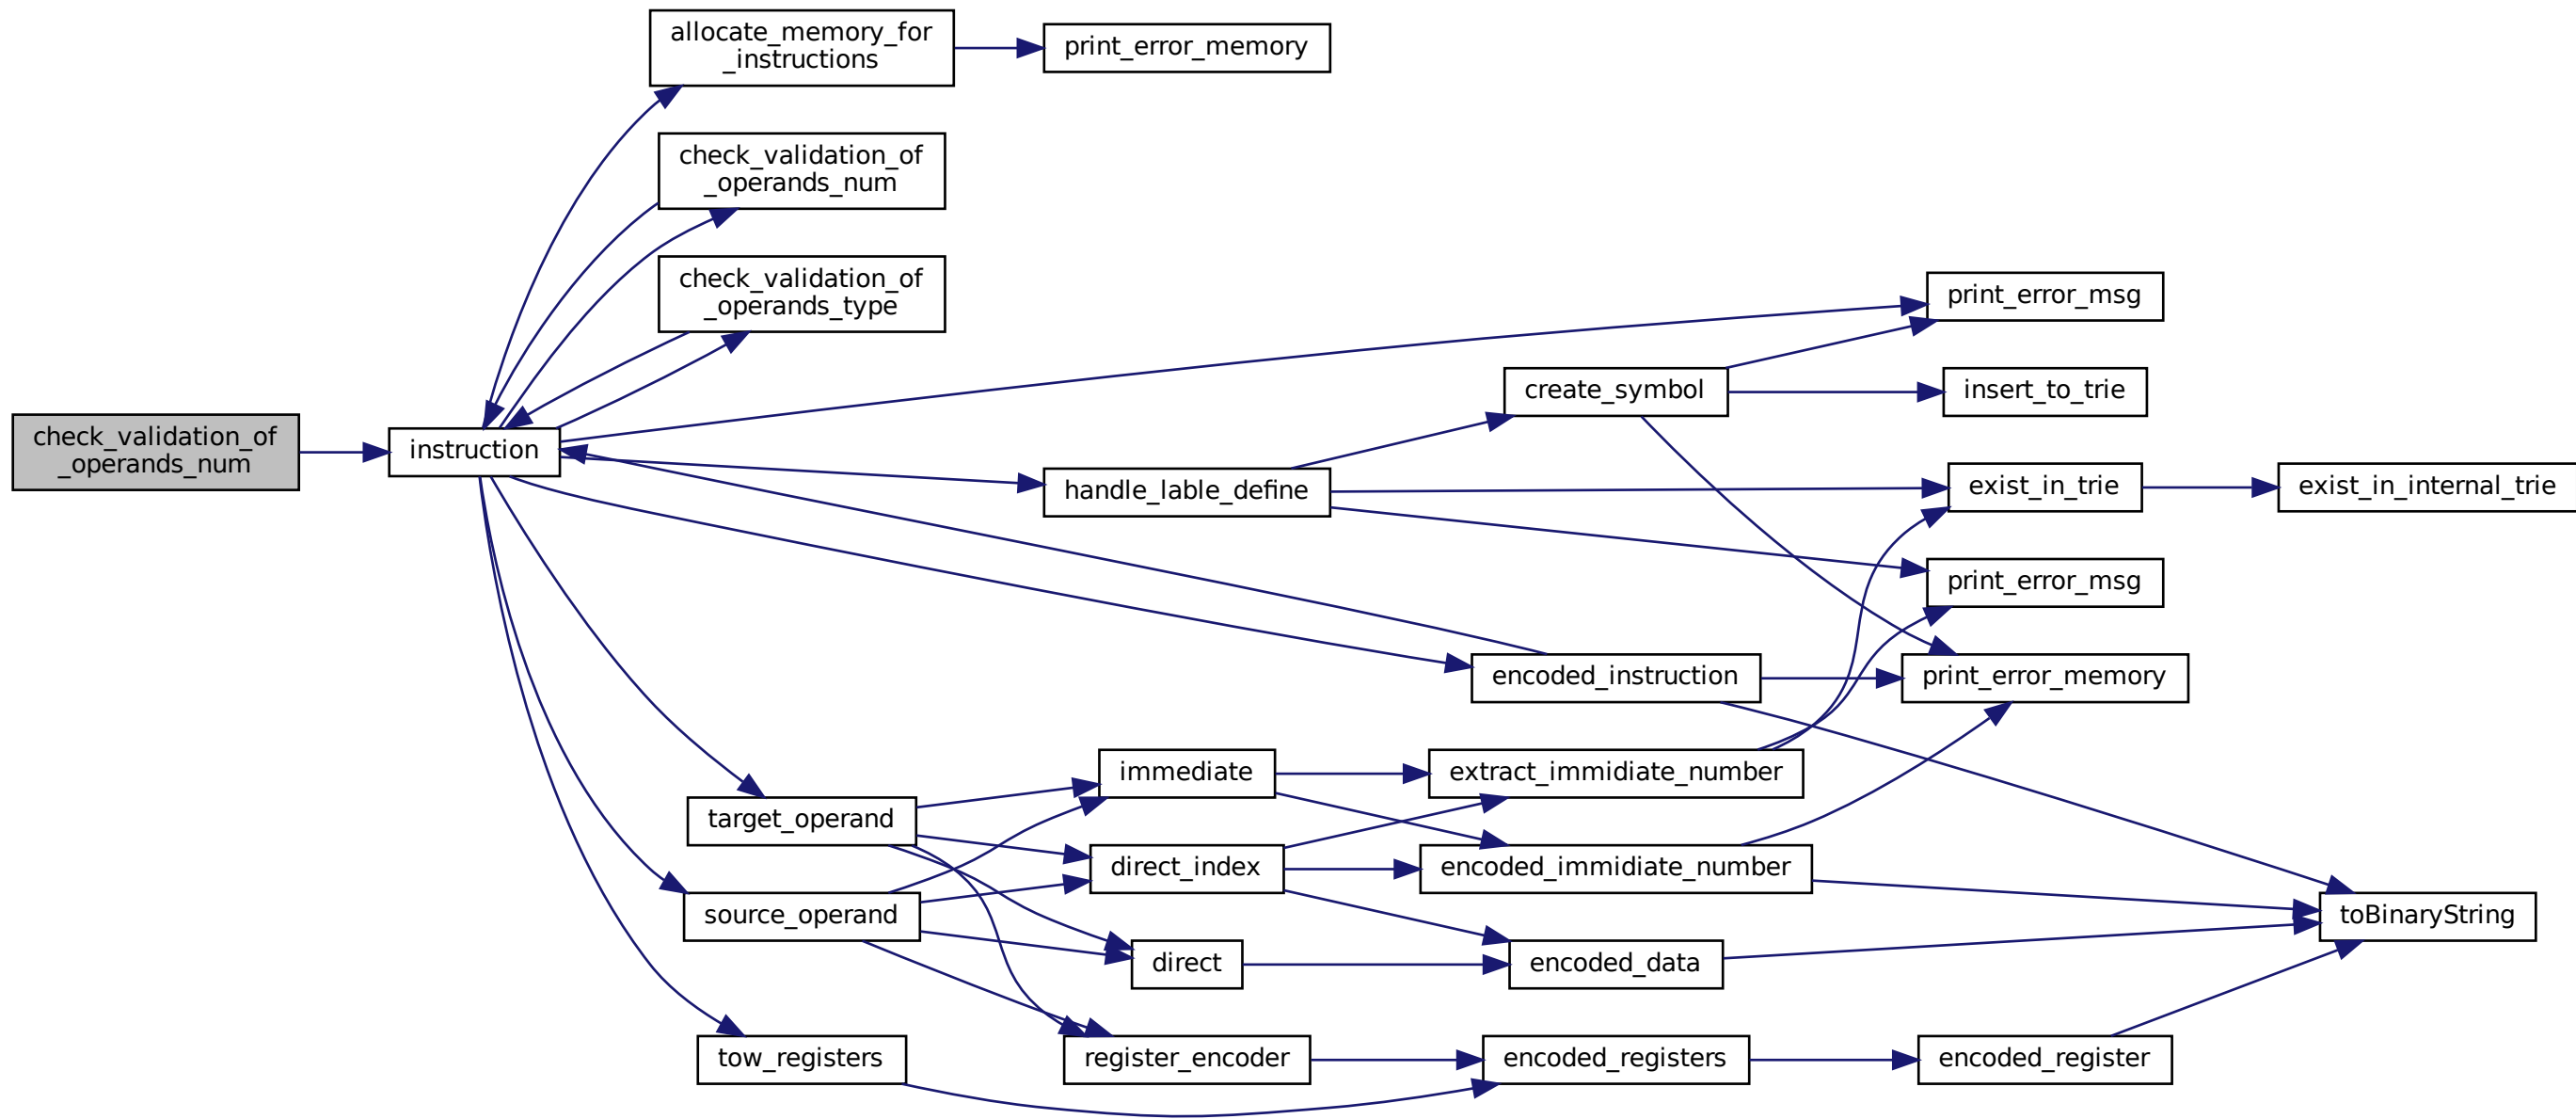 allocate_memory_for
_instructions
print_error_memory
check_validation_of
_operands_num
check_validation_of
_operands_type
print_error_msg
create_symbol
insert_to_trie
check_validation_of
_operands_num
instruction
handle_lable_define
exist_in_trie
exist_in_internal_trie
print_error_msg
encoded_instruction
print_error_memory
immediate
extract_immidiate_number
target_operand
direct_index
encoded_immidiate_number
source_operand
toBinaryString
direct
encoded_data
tow_registers
register_encoder
encoded_registers
encoded_register